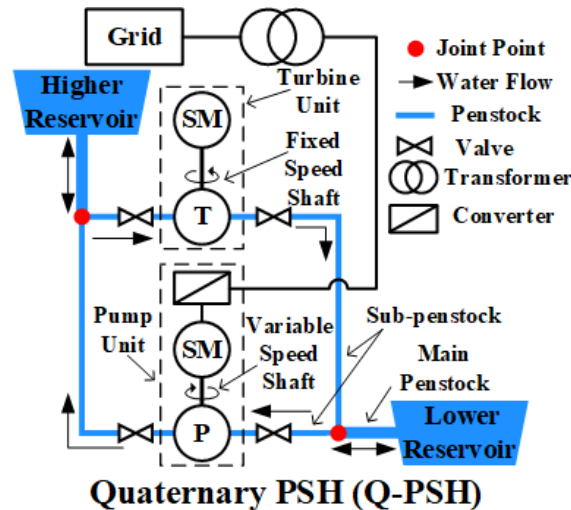 Grid
Joint Point
Water Flow
Penstock
Valve
Transformer
Converter
Higher
Reservoir
Turbine
Unit
SM
Fixed
Speed
Shaft
T
Pump
Unit
SM
Variable
Speed
Shaft
P
Sub-penstock
Main
Penstock
Lower
Reservoir
Quaternary PSH (Q-PSH)